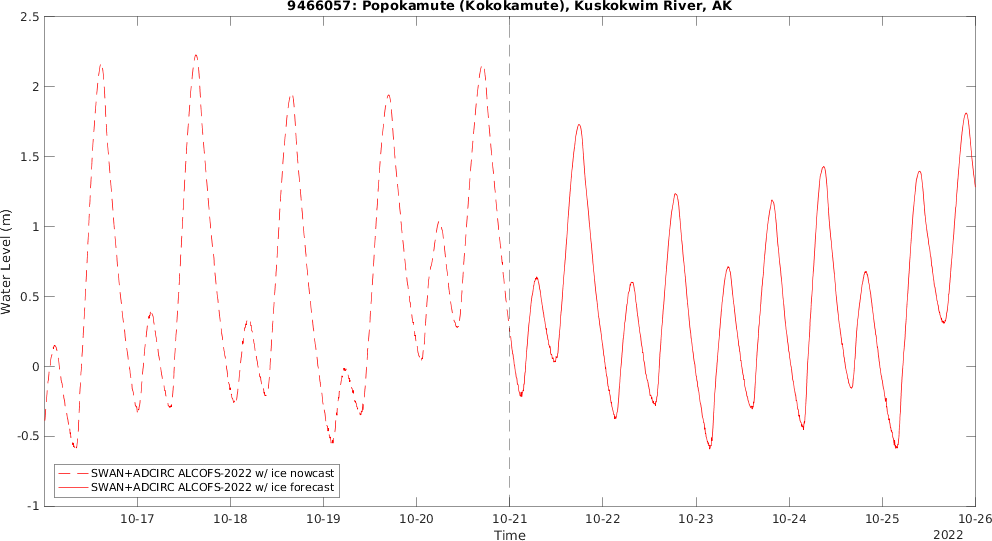 9466057: Popokamute (Kokokamute), Kuskokwim River, AK
2.5
2
1.5
1
0.5
0
-0.5
-1
Water Level (m)
SWAN+ADCIRC ALCOFS-2022 w/ ice nowcast
SWAN+ADCIRC ALCOFS-2022 w/ ice forecast
10-17 10-18 10-19 10-20 10-21 10-22 10-23 10-24 10-25 10-26
Time
2022